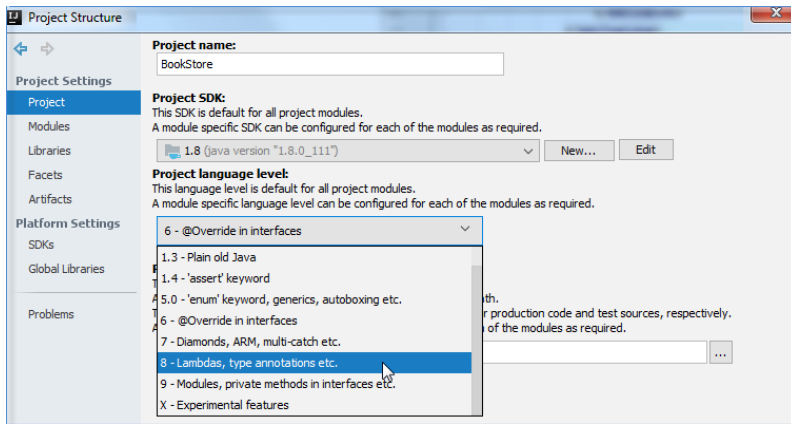 Project Structure
Project name:
BookStore
Project Settings
Project
Modules
Libraries
Facets
Artifacts
Platform Settings
SDKs
Global Libraries
Problems
Project SDK:
This SDK is default for all project modules.
A module specific SDK can be configured for each of the modules as required.
1.8 (java version "1.8.0_111")
New...
Edit
Project language level:
This language level is default for all project modules.
A module specific language level can be configured for each of the modules as required.
6 - @Override in interfaces
1.3 - Plain old Java
1.4 - 'assert' keyword
5.0 - 'enum' keyword, generics, autoboxing etc.
6 - @Override in interfaces
7 - Diamonds, ARM, multi-catch etc.
8 - Lambdas, type annotations etc.
9 - Modules, private methods in interfaces etc.
X - Experimental features
r production code and test sources, respectively.
of the modules as required.
...